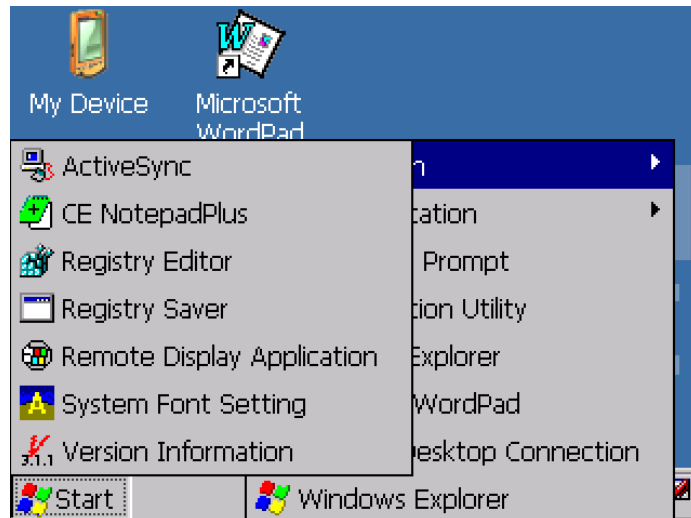 My Device
Microsoft
WordPad
ActiveSync
CE NotepadPlus
Registry Editor
Registry Saver
Remote Display Application
System Font Setting
3.1.1 Version Information
n
tation
Prompt
tion Utility
Explorer
WordPad
esktop Connection
Windows Explorer
Start